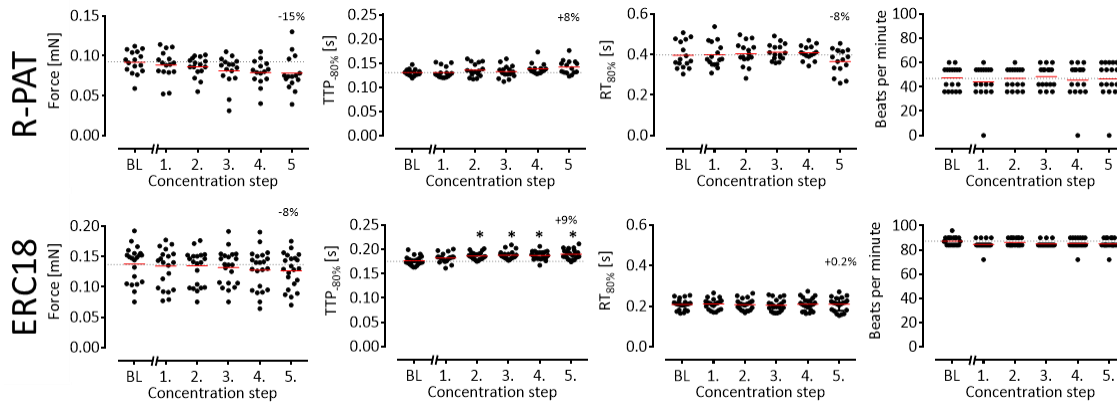 R-PAT
Force [mN]
-15%
0.15
0.10
0.05
0.00
BL 1. 2. 3. 4. 5
Concentration step
TTP-80% [s]
+8%
0.25
0.20
0.15
0.10
0.05
0.00
BL 1. 2. 3. 4. 5.
Concentration step
RT80% [s]
-8%
0.6
0.4
0.2
0.0
BL 1. 2. 3. 4. 5
Concentration step
Beats per minute
100
80
60
40
20
0
BL 1. 2. 3. 4. 5
Concentration step
ERC18
Force [mN]
-8%
0.20
0.15
0.10
0.05
0.00
BL 1. 2. 3. 4. 5.
Concentration step
TTP-80% [s]
+9%
0.25
0.20
0.15
0.10
0.05
0.00
* * * *
BL 1. 2. 3. 4. 5.
Concentration step
RT80% [s]
+0.2%
0.6
0.4
0.2
0.0
BL 1. 2. 3. 4. 5.
Concentration step
Beats per minute
100
80
60
40
20
0
BL 1. 2. 3. 4. 5.
Concentration step